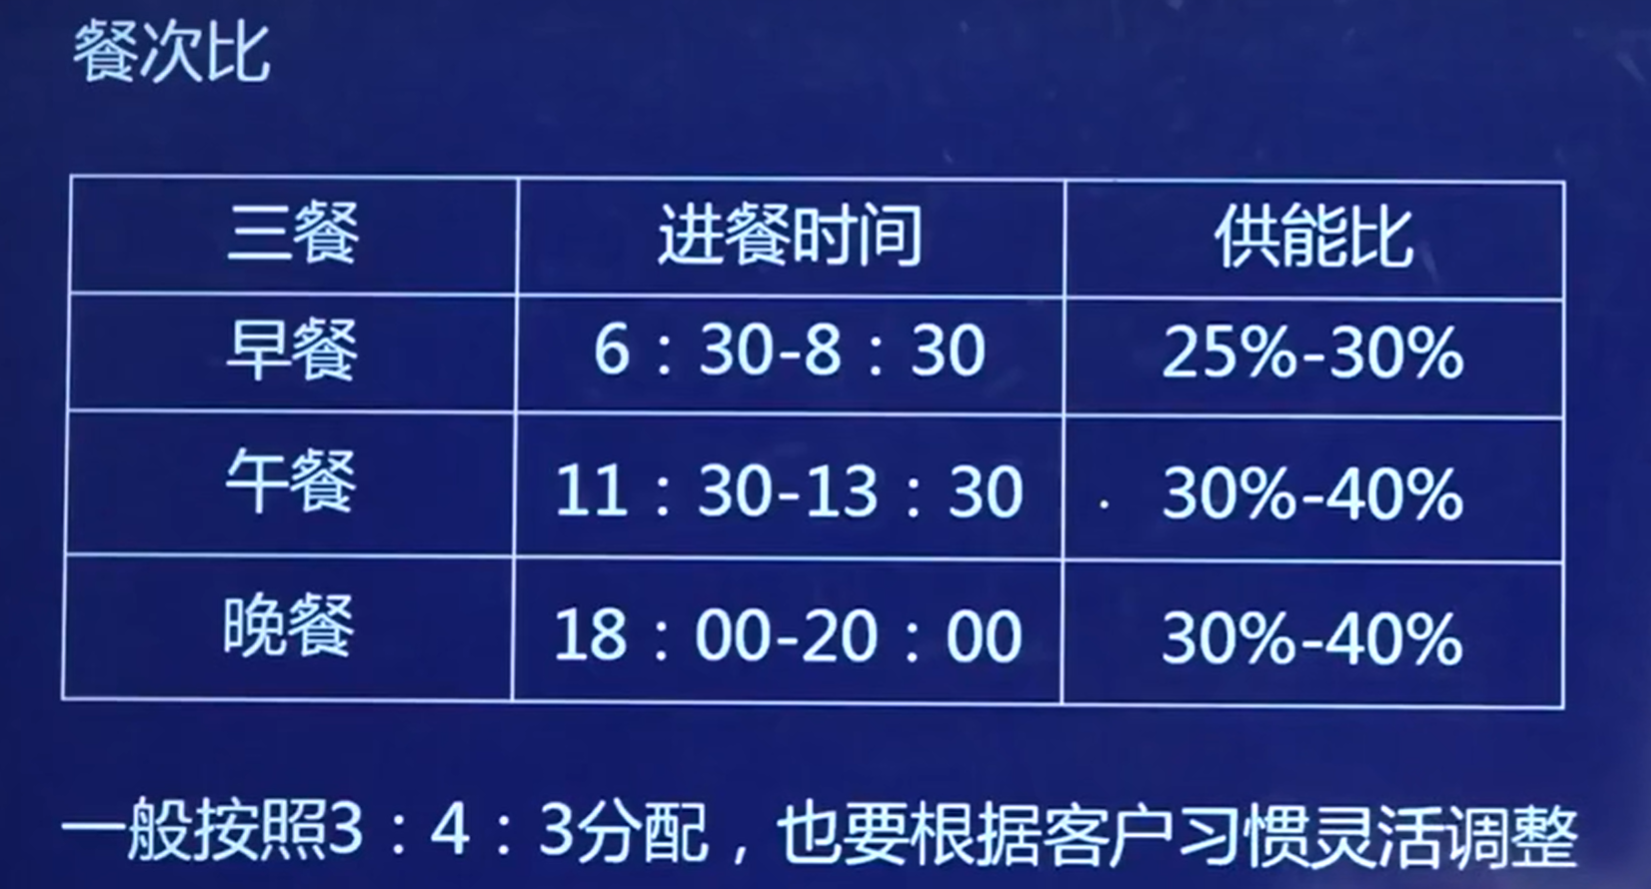 餐次比
三餐 进餐时间 供能比
早餐 6：30-8：30 25%-30%
午餐 11：30-13：30 30%-40%
晚餐 18：00-20：00 30%-40%
一般按照3：4：3分配，也要根据客户习惯灵活调整